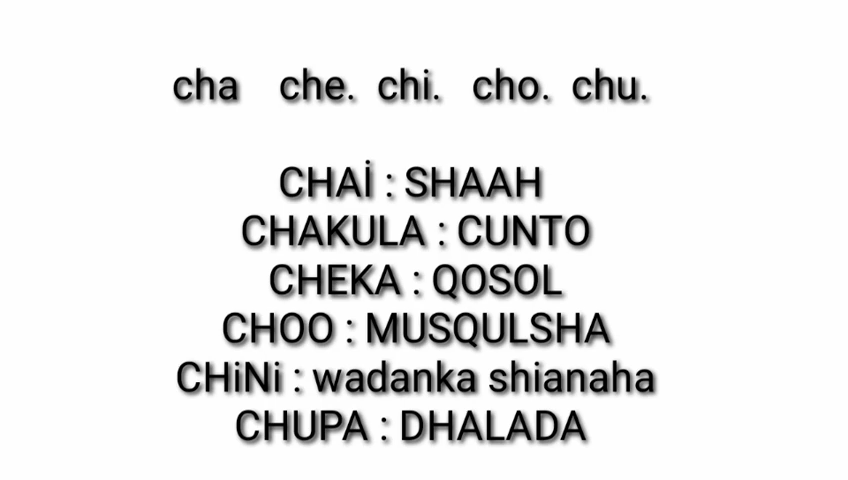 cha che. chi. cho. chu.
CHAİ : SHAAH
CHAKULA : CUNTO
CHEKA : QOSOL
CHOO : MUSQULSHA
CHiNi : wadanka shianaha
CHUPA : DHALADA